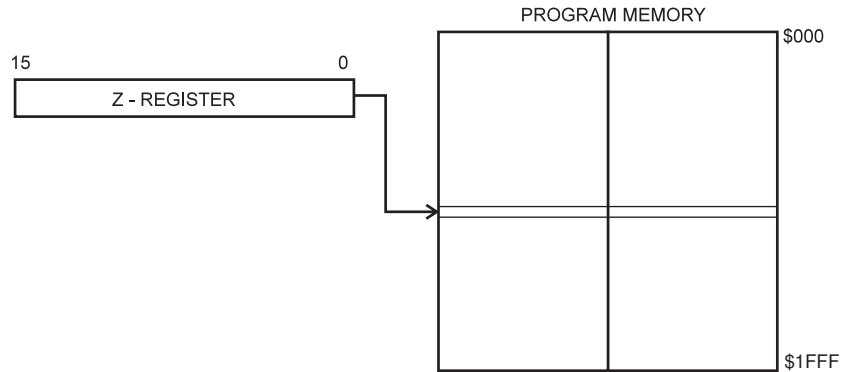 PROGRAM MEMORY
$000
15 0
Z - REGISTER
$1FFF